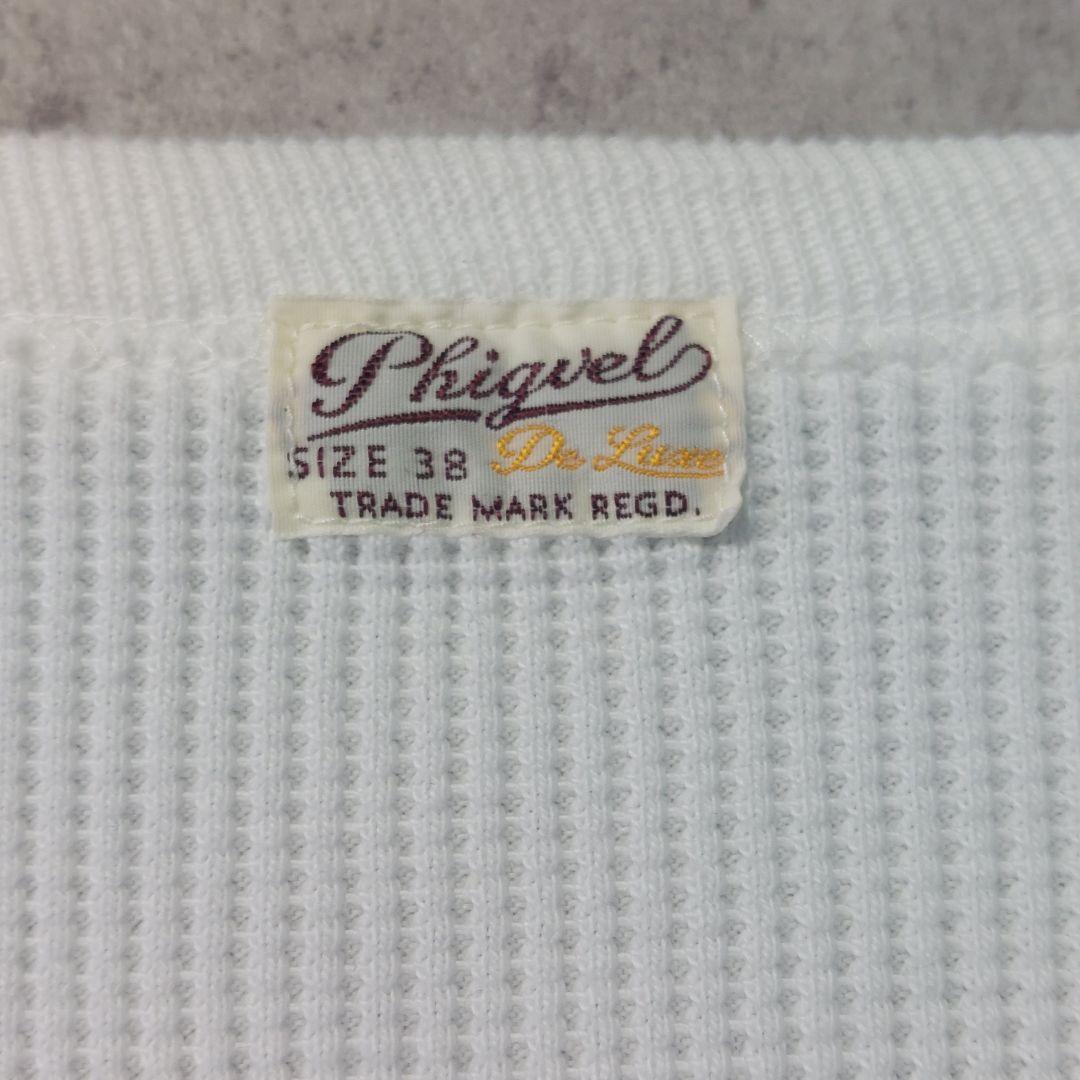 Phigvel
SIZE 38 De Luxe
TRADE MARK REGD.